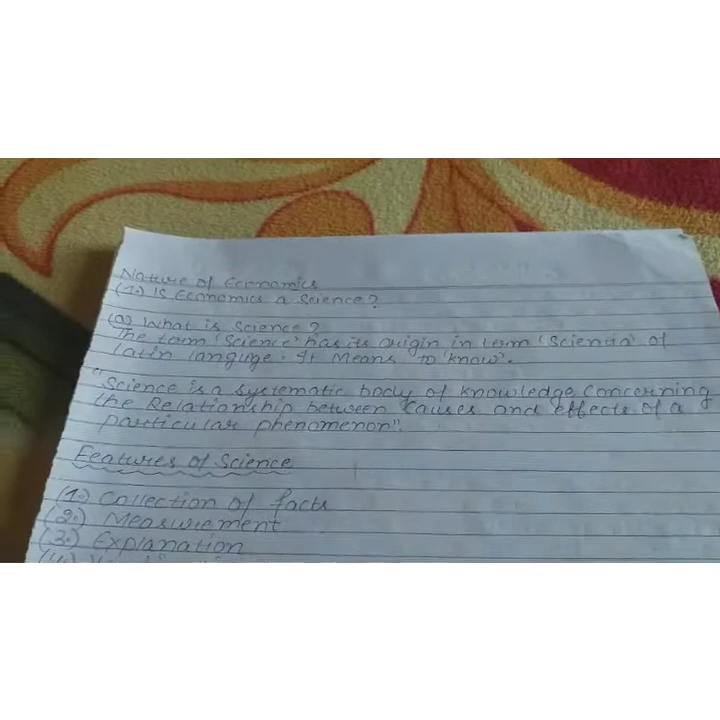 Nature of Economics
(1.) Is Economics a Science?
(a) What is Science?
The term 'Science' has its origin in term 'Scientia' of
latin languge. It Means to 'know'.
"Science is a systematic body of knowledge Concerning
the Relationship between Causes and effects of a
particular phenomenon".
Features of Science
(1.) Collection of facts
(2.) Measurement
(3.) Explanation
(4.)